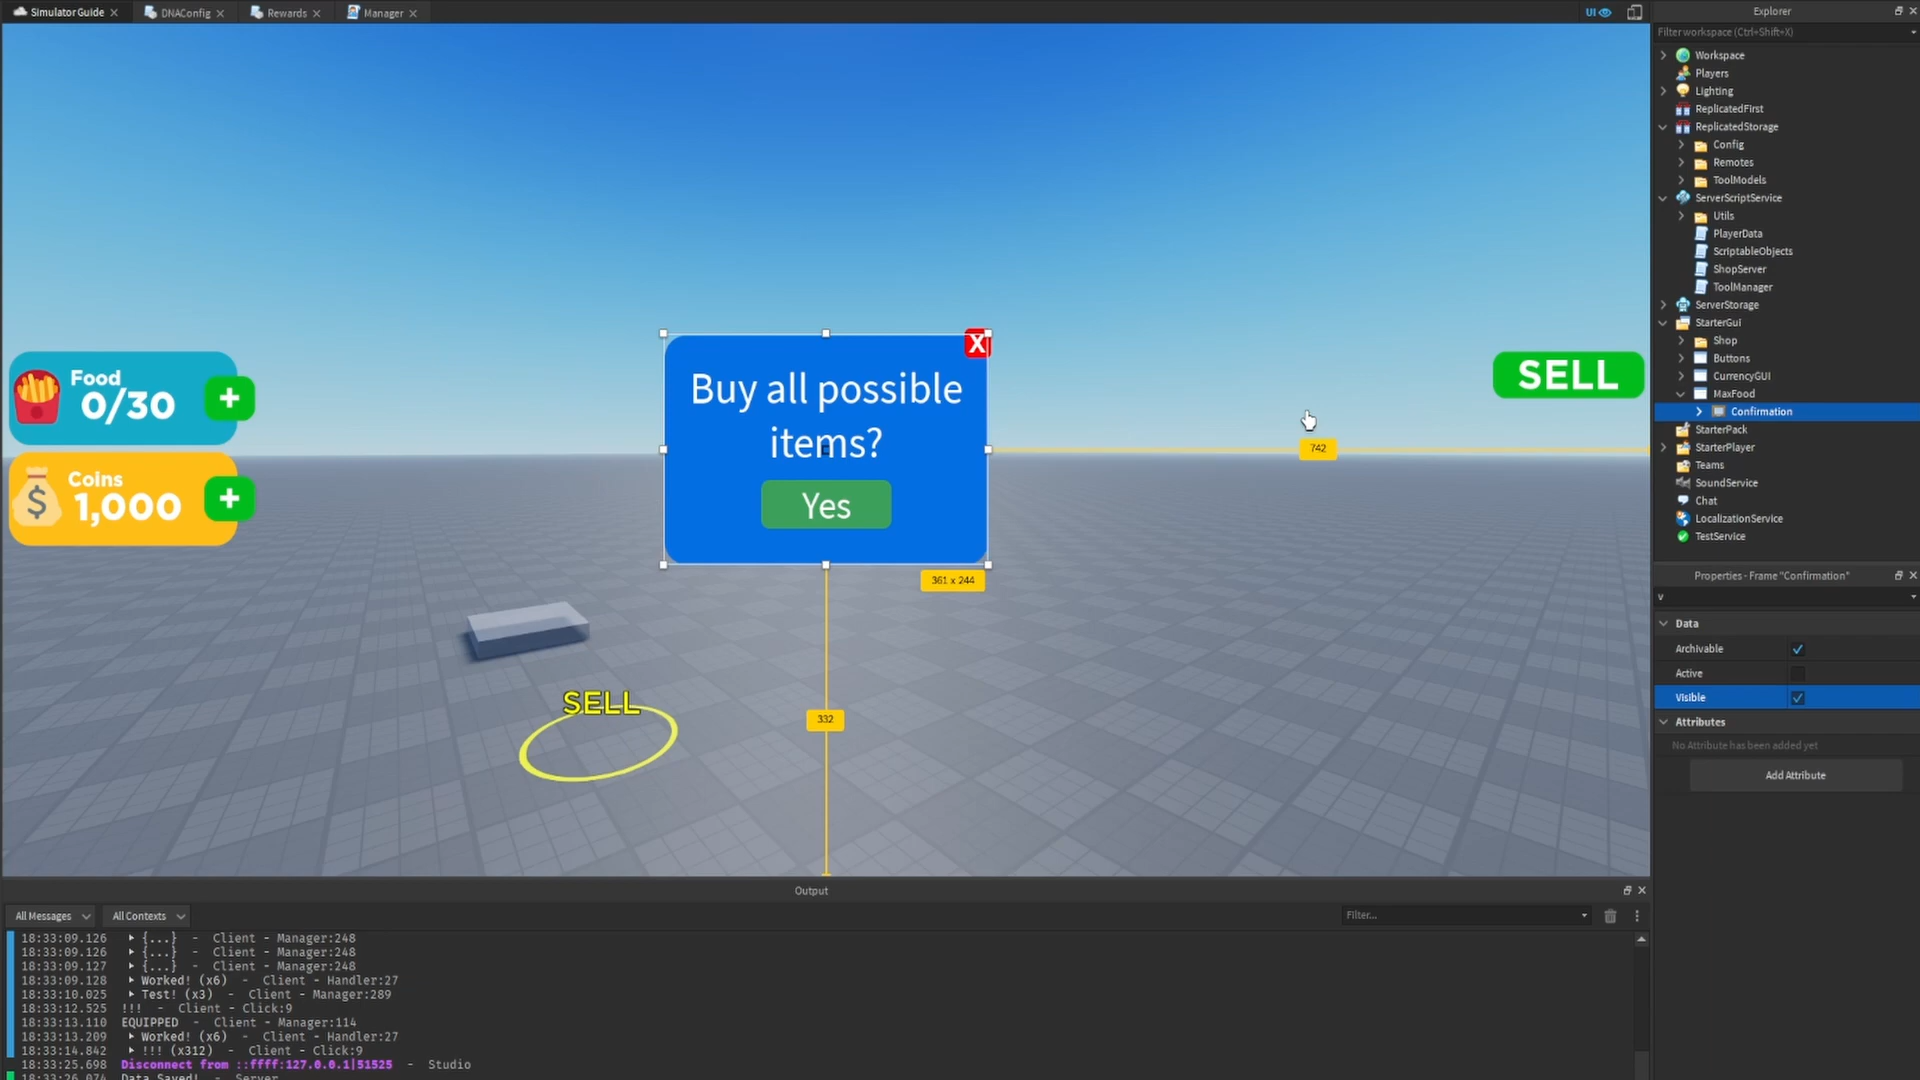 SimulatorGuide
DNAConfig
Rewards
Manager
UI
Explorer
Filter workspace (Ctrl+Shift+X)
Workspace
Players
Lighting
ReplicatedFirst
ReplicatedStorage
Config
Remotes
ToolModels
ServerScriptService
Utils
PlayerData
ScriptableObjects
ShopServer
ToolManager
ServerStorage
StarterGui
Shop
Buttons
CurrencyGUI
MaxFood
Confirmation
StarterPack
StarterPlayer
Teams
SoundService
Chat
LocalizationService
TestService
Properties - Frame "Confirmation"
v
Data
Archivable
Active
Visible
Attributes
No Attribute has been added yet
Add Attribute
Food
0/30
+
Coins
1,000
+
$
X
Buy all possible
items?
Yes
361 x 244
742
332
SELL
SELL
Output
All Messages
All Contexts
Filter...
18:33:09.126 {...} - Client - Manager:248
18:33:09.126 {...} - Client - Manager:248
18:33:09.127 {...} - Client - Manager:248
18:33:09.128 Worked! (x6) - Client - Handler:27
18:33:10.025 Test! (x3) - Client - Manager:289
18:33:12.525 !!! - Client - Click:9
18:33:13.110 EQUIPPED - Client - Manager:114
18:33:13.209 Worked! (x6) - Client - Handler:27
18:33:14.842 !!! (x312) - Client - Click:9
18:33:25.698 Disconnect from ::ffff:127.0.0.1|51525 - Studio
18:33:26.074 Data Saved! - Server